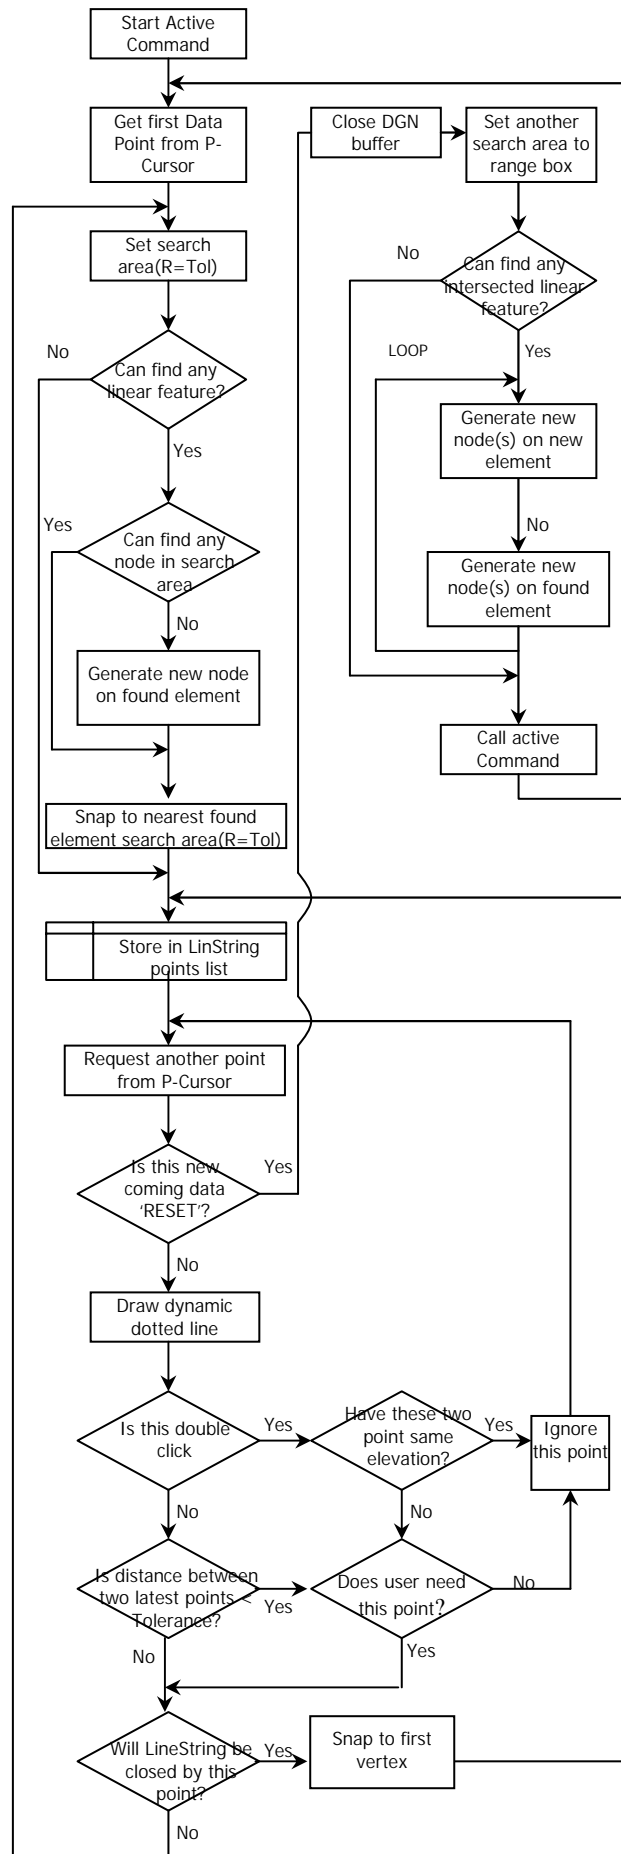 Start Active
Command
Get first Data
Point from P-
Cursor
Close DGN
buffer
Set another
search area to
range box
Set search
area(R=Tol)
No
Can find any
intersected linear
feature?
LOOP
Yes
No
Can find any
linear feature?
Yes
Generate new
node(s) on new
element
Yes
Can find any
node in search
area
No
No
Generate new
node(s) on found
element
Generate new node
on found element
Call active
Command
Snap to nearest found
element search area(R=Tol)
Store in LinString
points list
Request another point
from P-Cursor
Is this new
coming data
‘RESET’?
Yes
No
Draw dynamic
dotted line
Is this double
click
Yes
Have these two
point same
elevation?
Yes
Ignore
this point
No
No
Is distance between
two latest points <
Tolerance?
Yes
Does user need
this point?
No
No
Yes
Will LineString be
closed by this
point?
Yes
Snap to first
vertex
No